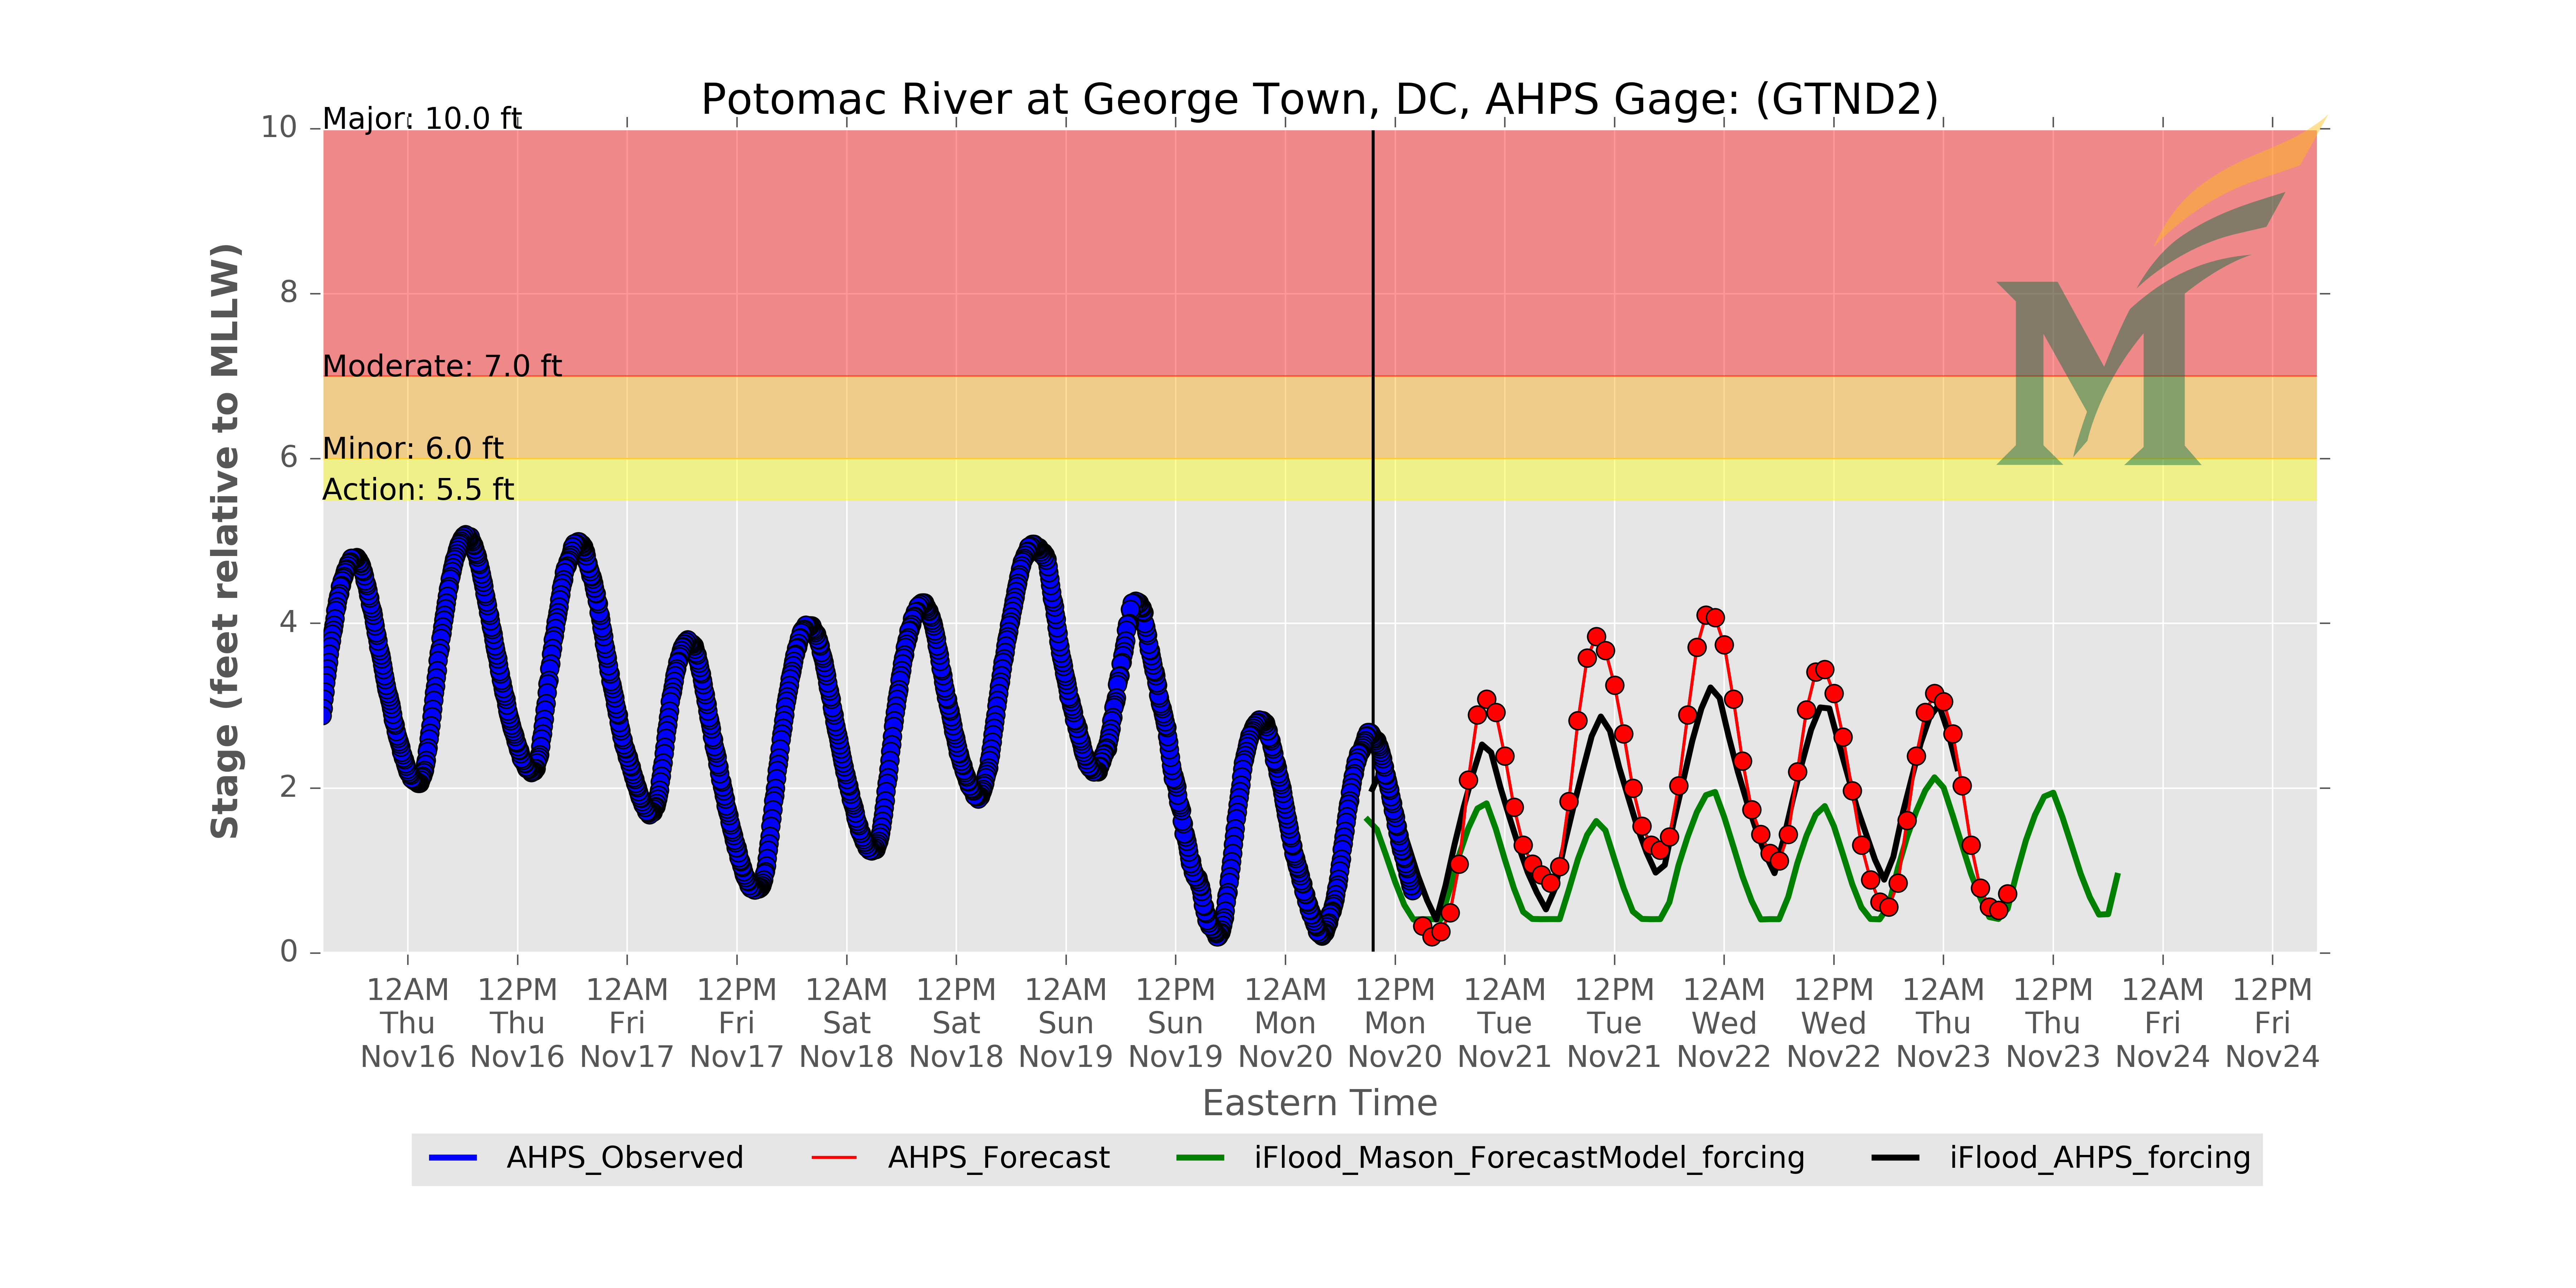 Potomac River at George Town, DC, AHPS Gage: (GTND2)
Major: 10.0 ft
Moderate: 7.0 ft
Minor: 6.0 ft
Action: 5.5 ft
10
8
6
4
2
0
Stage (feet relative to MLLW)
M
12AM 12PM 12AM 12PM 12AM 12PM 12AM 12PM 12AM 12PM 12AM 12PM 12AM 12PM 12AM 12PM 12AM 12PM
Thu Thu Fri Fri Sat Sat Sun Sun Mon Mon Tue Tue Wed Wed Thu Thu Fri Fri
Nov16 Nov16 Nov17 Nov17 Nov18 Nov18 Nov19 Nov19 Nov20 Nov20 Nov21 Nov21 Nov22 Nov22 Nov23 Nov23 Nov24 Nov24
Eastern Time
AHPS_Observed AHPS_Forecast iFlood_Mason_ForecastModel_forcing iFlood_AHPS_forcing